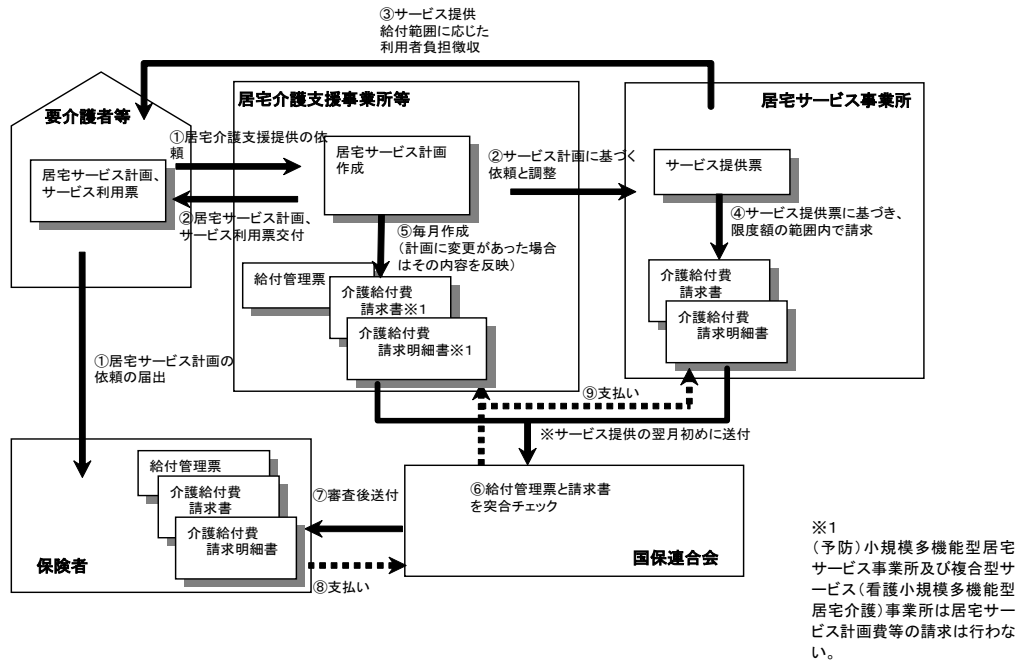 ③サービス提供
給付範囲に応じた
利用者負担徴収
要介護者等
居宅介護支援事業所等
居宅サービス事業所
①居宅介護支援提供の依
頼
居宅サービス計画、
サービス利用票
居宅サービス計画
作成
②サービス計画に基づく
依頼と調整
サービス提供票
②居宅サービス計画、
サービス利用票交付
⑤毎月作成
(計画に変更があった場合
はその内容を反映)
④サービス提供票に基づき、
限度額の範囲内で請求
給付管理票
介護給付費
請求書※1
介護給付費
請求明細書※1
介護給付費
請求書
介護給付費
請求明細書
①居宅サービス計画の
依頼の届出
⑨支払い
※サービス提供の翌月初めに送付
給付管理票
介護給付費
請求書
介護給付費
請求明細書
保険者
⑦審査後送付
⑧支払い
⑥給付管理票と請求書
を突合チェック
国保連合会
※1
(予防)小規模多機能型居宅
サービス事業所及び複合型サ
ービス(看護小規模多機能型
居宅介護)事業所は居宅サー
ビス計画費等の請求は行わな
い。